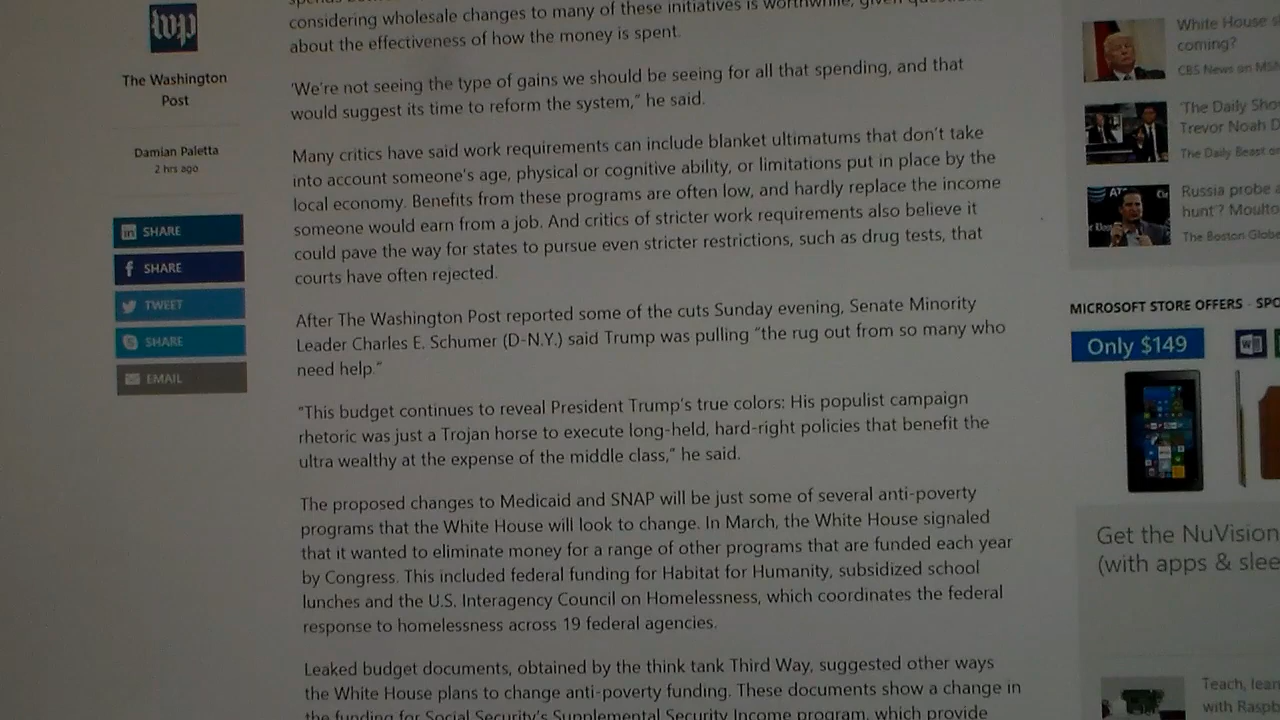 considering wholesale changes to many of these initiatives is worthwhile, given
about the effectiveness of how the money is spent.
'We're not seeing the type of gains we should be seeing for all that spending, and that
would suggest its time to reform the system," he said.
Many critics have said work requirements can include blanket ultimatums that don't take
into account someone's age, physical or cognitive ability, or limitations put in place by the
local economy. Benefits from these programs are often low, and hardly replace the income
someone would earn from a job. And critics of stricter work requirements also believe it
could pave the way for states to pursue even stricter restrictions, such as drug tests, that
courts have often rejected.
After The Washington Post reported some of the cuts Sunday evening, Senate Minority
Leader Charles E. Schumer (D-N.Y.) said Trump was pulling "the rug out from so many who
need help."
"This budget continues to reveal President Trump's true colors: His populist campaign
rhetoric was just a Trojan horse to execute long-held, hard-right policies that benefit the
ultra wealthy at the expense of the middle class," he said.
The proposed changes to Medicaid and SNAP will be just some of several anti-poverty
programs that the White House will look to change. In March, the White House signaled
that it wanted to eliminate money for a range of other programs that are funded each year
by Congress. This included federal funding for Habitat for Humanity, subsidized school
lunches and the U.S. Interagency Council on Homelessness, which coordinates the federal
response to homelessness across 19 federal agencies.
Leaked budget documents, obtained by the think tank Third Way, suggested other ways
the White House plans to change anti-poverty funding. These documents show a change in
the funding for Social Security's Supplemental Security Income program, which provide
wp
The Washington
Post
Damian Paletta
2 hrs ago
in SHARE
f SHARE
TWEET
SHARE
EMAIL
White House
coming?
CBS News on
'The Daily
Trevor Noah
The Daily Beast
Russia probe
hunt'?
The Boston
MICROSOFT STORE OFFERS
Only $149
Get the NuVision
(with apps &
Teach,
with